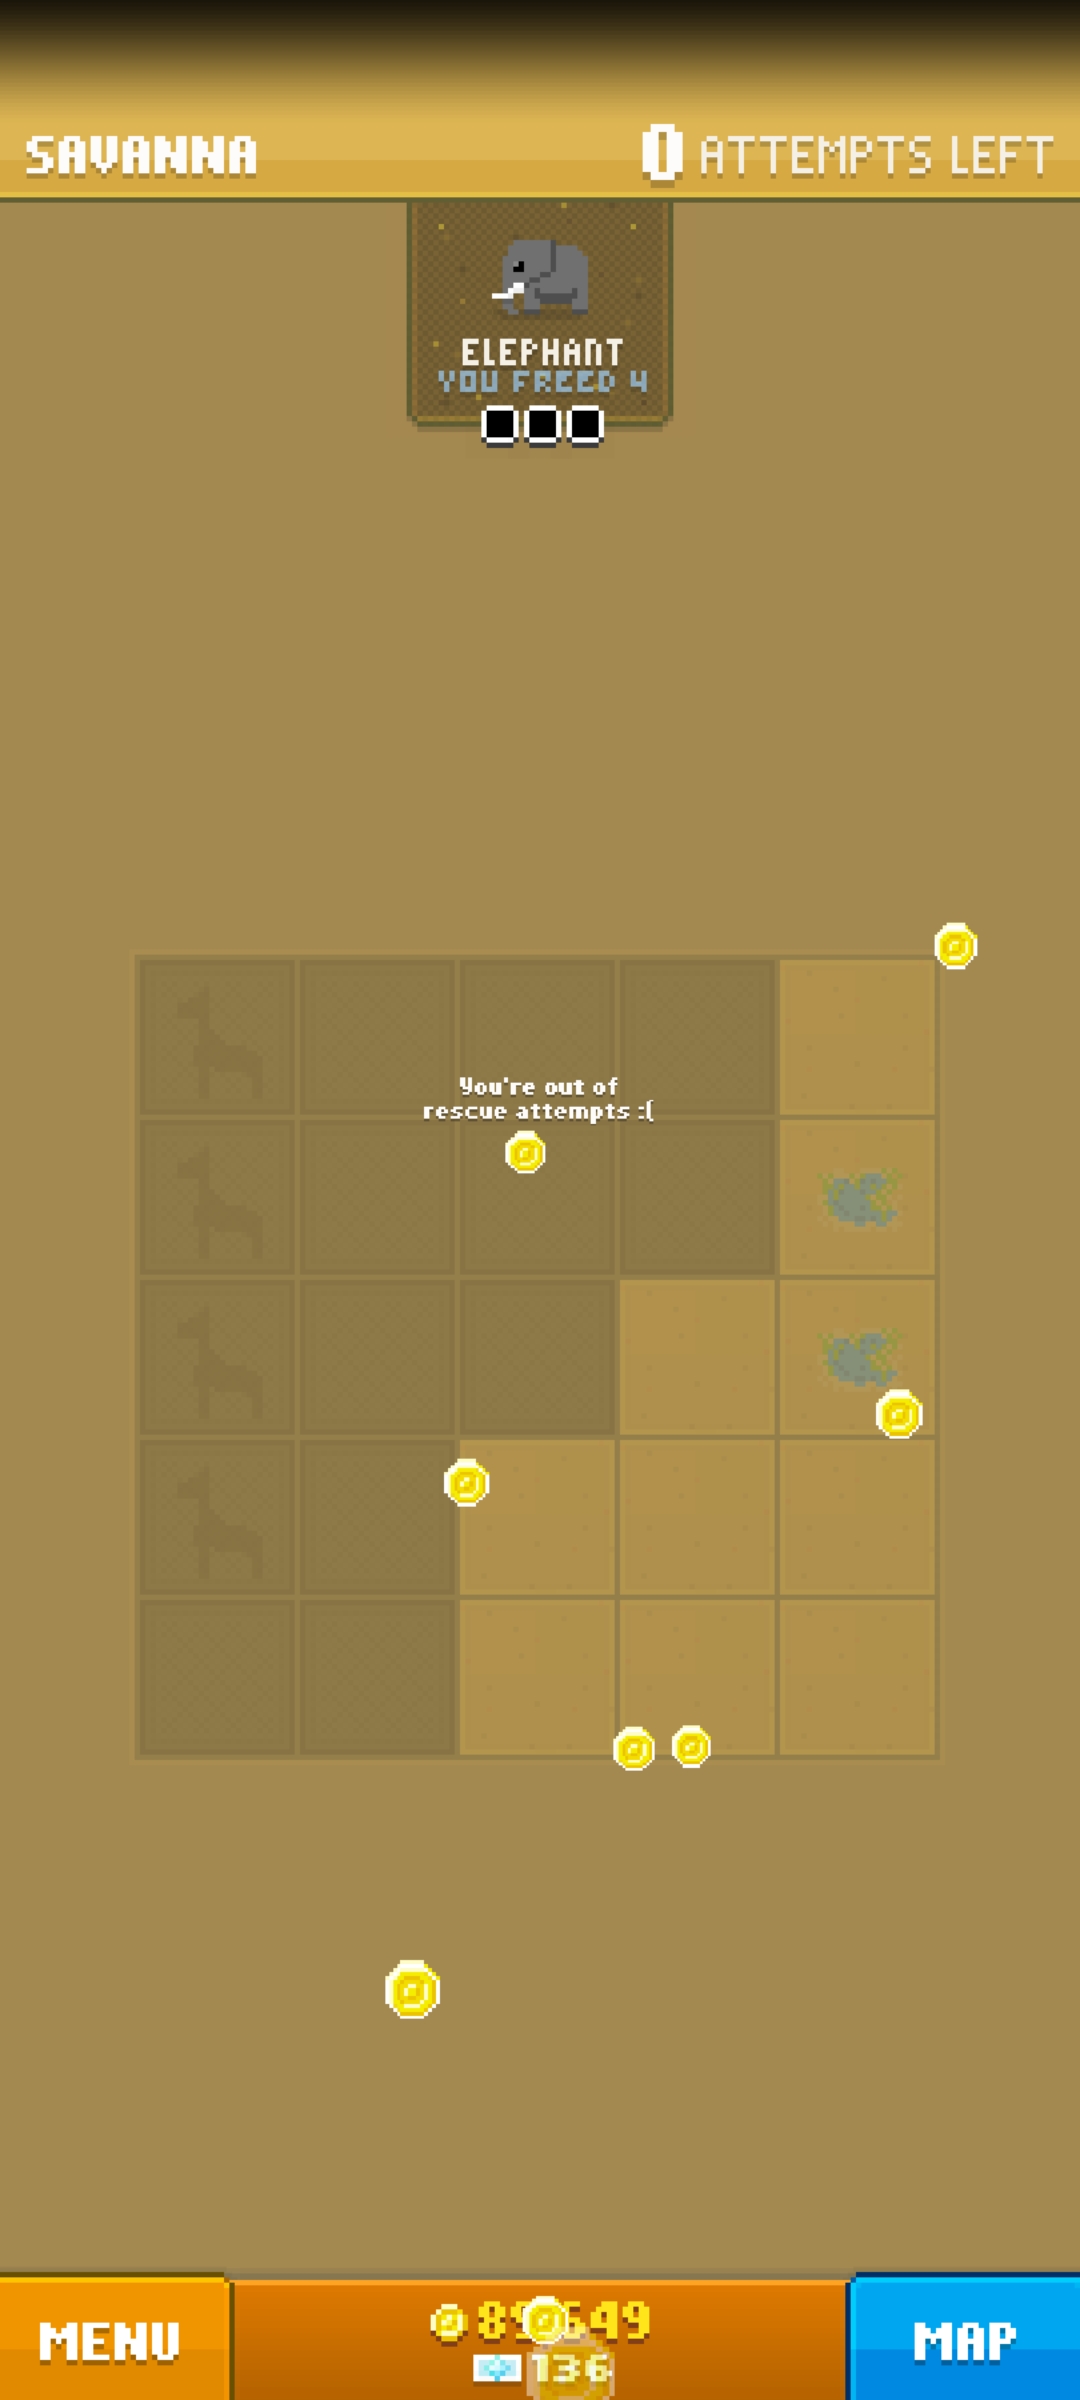 SAVANNA
0 ATTEMPTS LEFT
ELEPHANT
YOU FREED 4
You're out of
rescue attempts :(
MENU
136
MAP